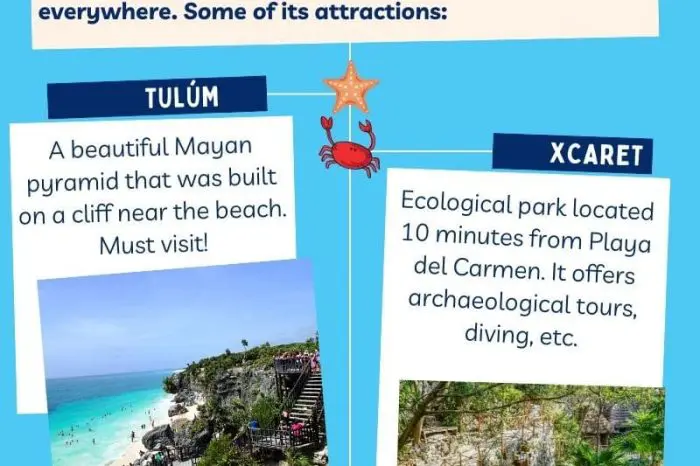 everywhere. Some of its attractions:
TULÚM
A beautiful Mayan
pyramid that was built
on a cliff near the beach.
Must visit!
XCARET
Ecological park located
10 minutes from Playa
del Carmen. It offers
archaeological tours,
diving, etc.